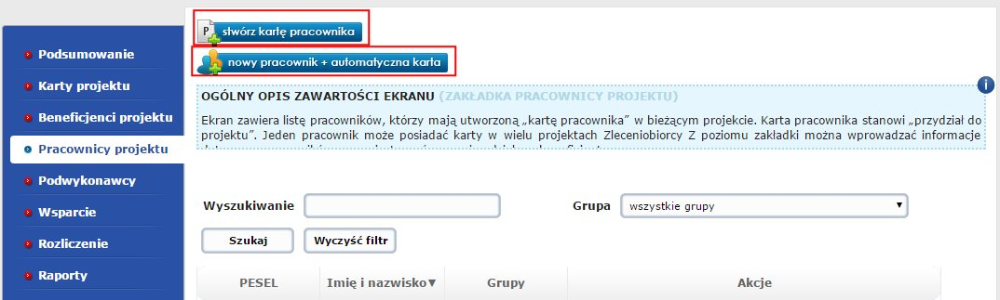 stwórz kartę pracownika
nowy pracownik + automatyczna karta
Podsumowanie
Karty projektu
Beneficjenci projektu
Pracownicy projektu
Podwykonawcy
Wsparcie
Rozliczenie
Raporty
OGÓLNY OPIS ZAWARTOŚCI EKRANU (ZAKŁADKA PRACOWNICY PROJEKTU)
Ekran zawiera listę pracowników, którzy mają utworzoną „kartę pracownika” w bieżącym projekcie. Karta pracownika stanowi „przydział do
projektu”. Jeden pracownik może posiadać karty w wielu projektach Zleceniobiorcy Z poziomu zakładki można wprowadzać informacje
Wyszukiwanie
Grupa wszystkie grupy
Szukaj Wyczyść filtr
PESEL Imię i nazwisko▼ Grupy Akcje